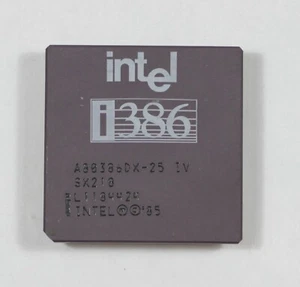 intel
i386
A80386DX-25 IV
SX210
INTEL Ⓜ Ⓒ '85